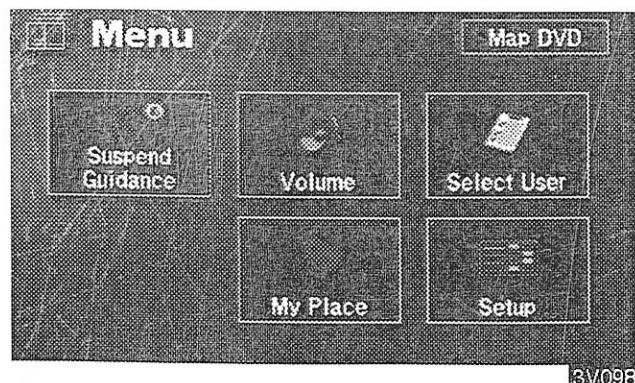 Menu
Map DVD
Suspend
Guidance
Volume
Select User
My Place
Setup
3V098